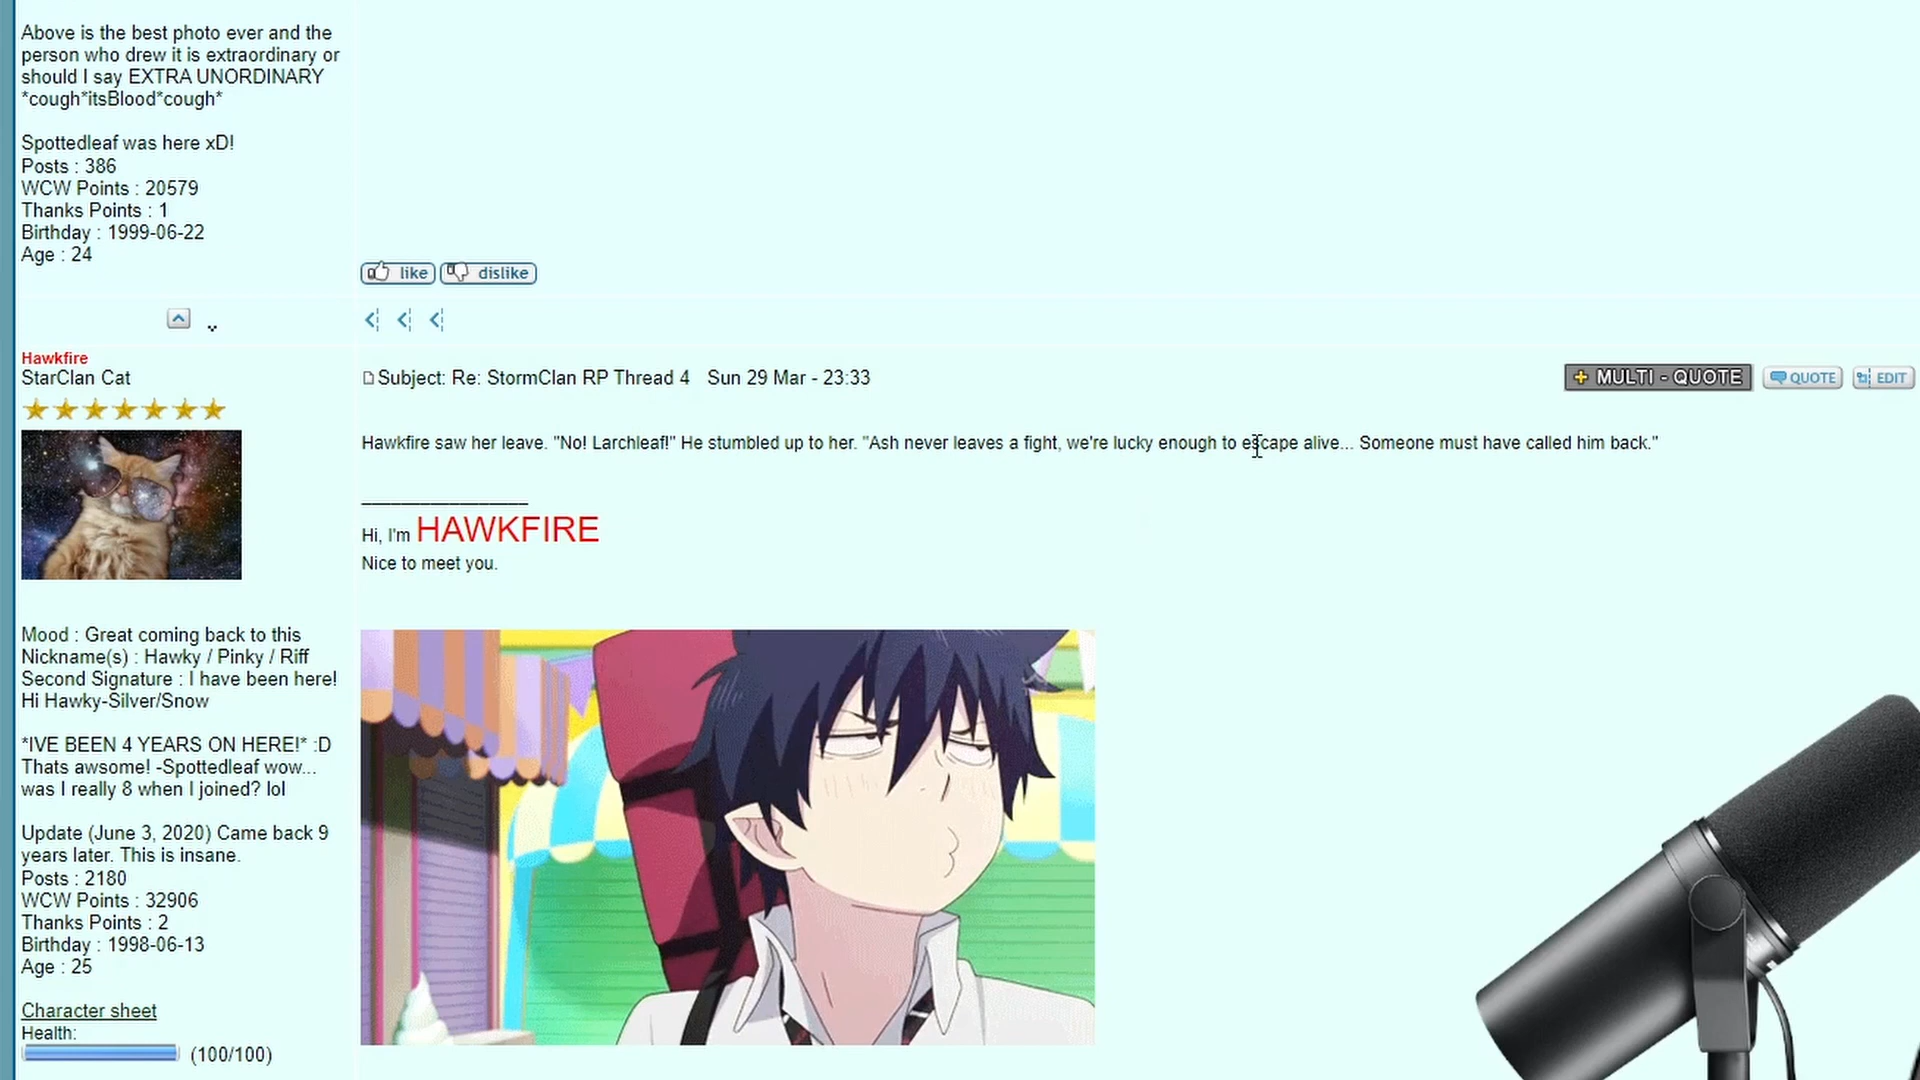 Above is the best photo ever and the
person who drew it is extraordinary or
should I say EXTRA UNORDINARY
*cough*itsBlood*cough*
Spottedleaf was here xD!
Posts : 386
WCW Points : 20579
Thanks Points : 1
Birthday : 1999-06-22
Age : 24
like dislike
Hawkfire
StarClan Cat
Subject: Re: StormClan RP Thread 4 Sun 29 Mar - 23:33
MULTI - QUOTE QUOTE EDIT
Hawkfire saw her leave. "No! Larchleaf!" He stumbled up to her. "Ash never leaves a fight, we're lucky enough to escape alive... Someone must have called him back."
Hi, I'm HAWKFIRE
Nice to meet you.
Mood : Great coming back to this
Nickname(s) : Hawky / Pinky / Riff
Second Signature : I have been here!
Hi Hawky-Silver/Snow
*IVE BEEN 4 YEARS ON HERE!* :D
Thats awsome! -Spottedleaf wow...
was I really 8 when I joined? lol
Update (June 3, 2020) Came back 9
years later. This is insane.
Posts : 2180
WCW Points : 32906
Thanks Points : 2
Birthday : 1998-06-13
Age : 25
Character sheet
Health:
(100/100)